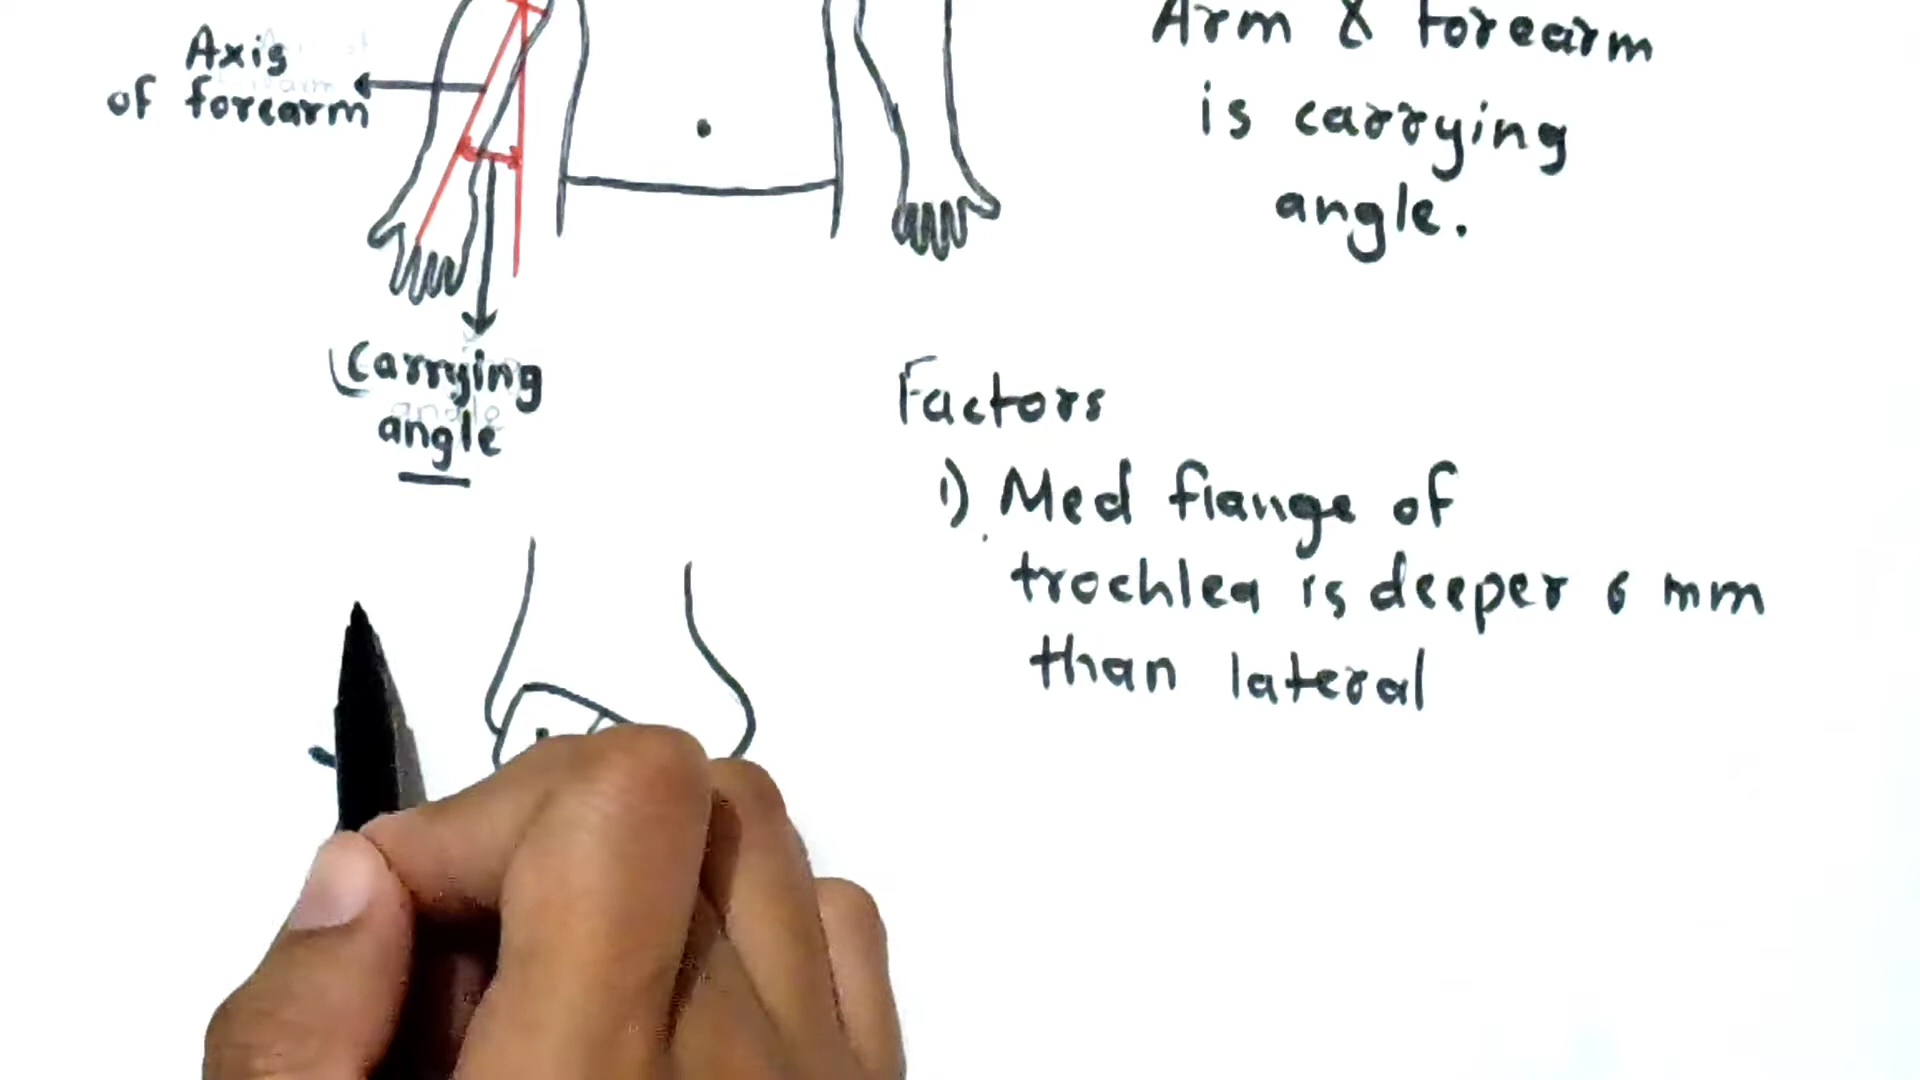 Axis
of forearm
Carrying
angle
Arm & forearm
is carrying
angle.
Factors
1) Med flange of
trochlea is deeper 6 mm
than lateral